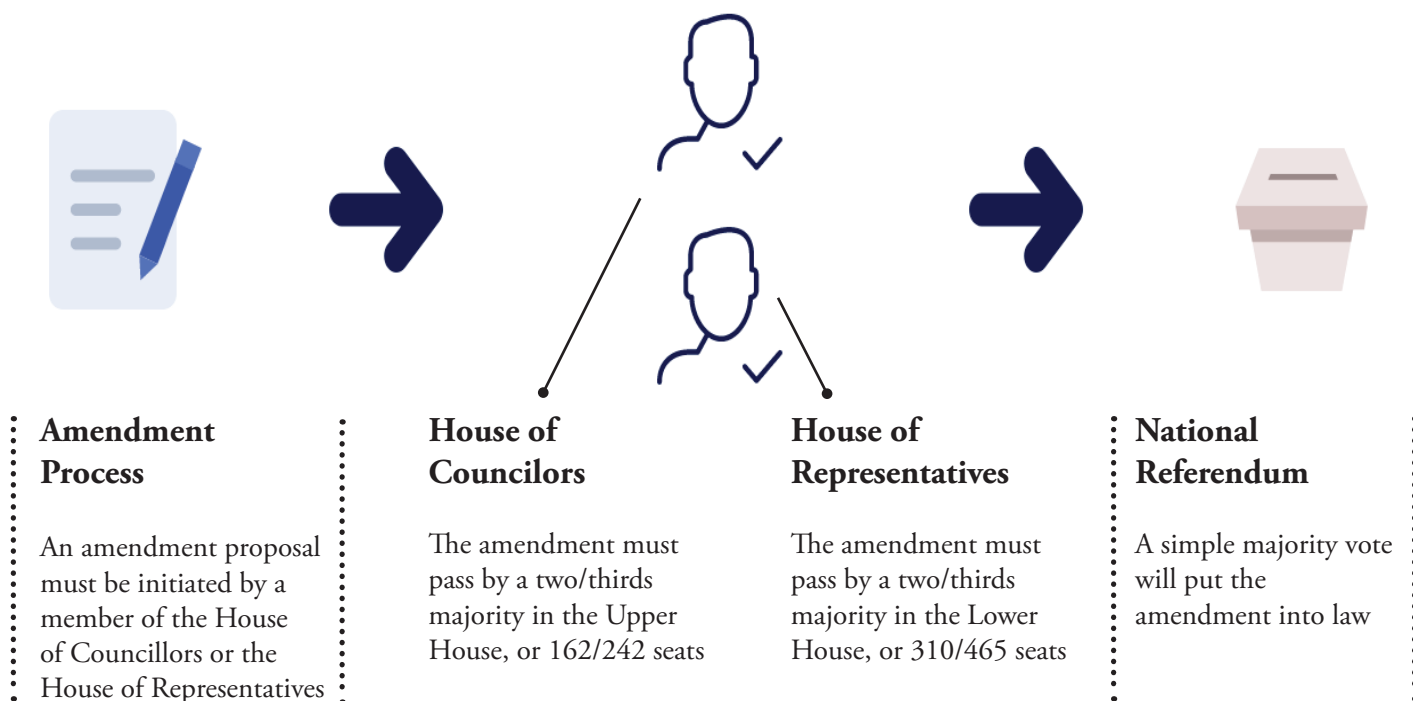 Amendment
Process
An amendment proposal
must be initiated by a
member of the House
of Councillors or the
House of Representatives
House of
Councilors
The amendment must
pass by a two/thirds
majority in the Upper
House, or 162/242 seats
House of
Representatives
The amendment must
pass by a two/thirds
majority in the Lower
House, or 310/465 seats
National
Referendum
A simple majority vote
will put the
amendment into law